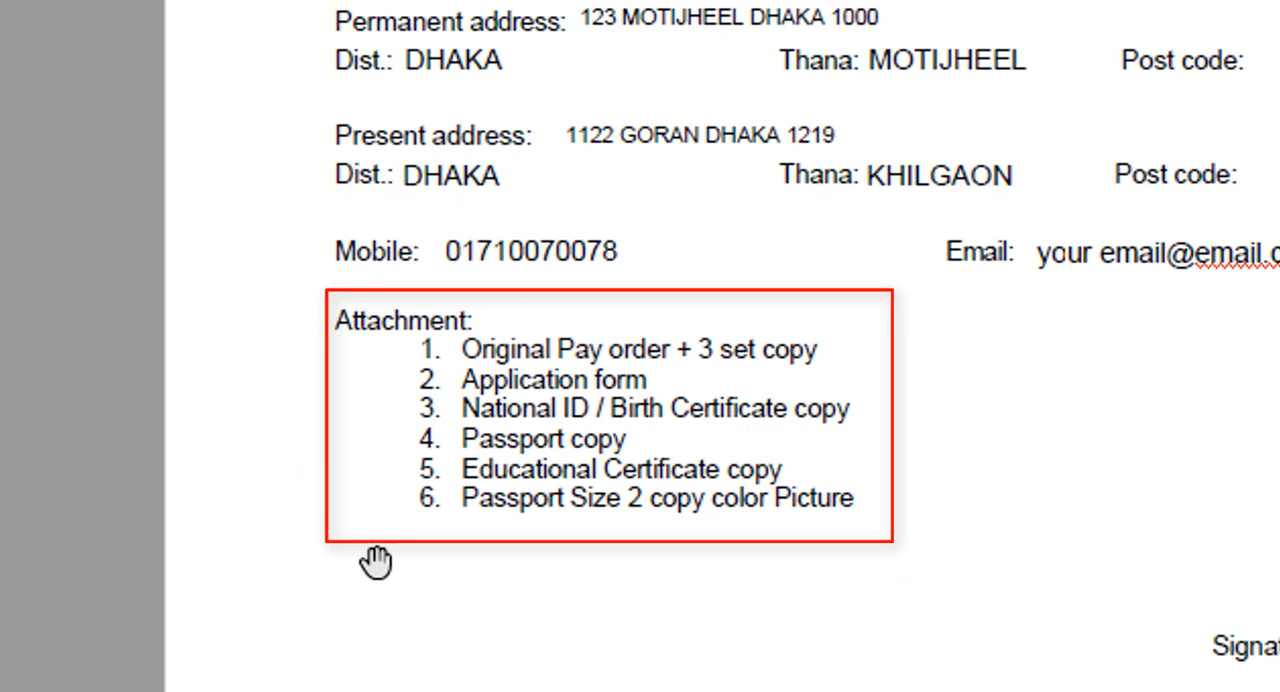 Permanent address: 123 MOTIJHEEL DHAKA 1000
Dist.: DHAKA Thana: MOTIJHEEL Post code:
Present address: 1122 GORAN DHAKA 1219
Dist.: DHAKA Thana: KHILGAON Post code:
Mobile: 01710070078 Email: your email@email.c
Attachment:
1. Original Pay order + 3 set copy
2. Application form
3. National ID / Birth Certificate copy
4. Passport copy
5. Educational Certificate copy
6. Passport Size 2 copy color Picture
Signa